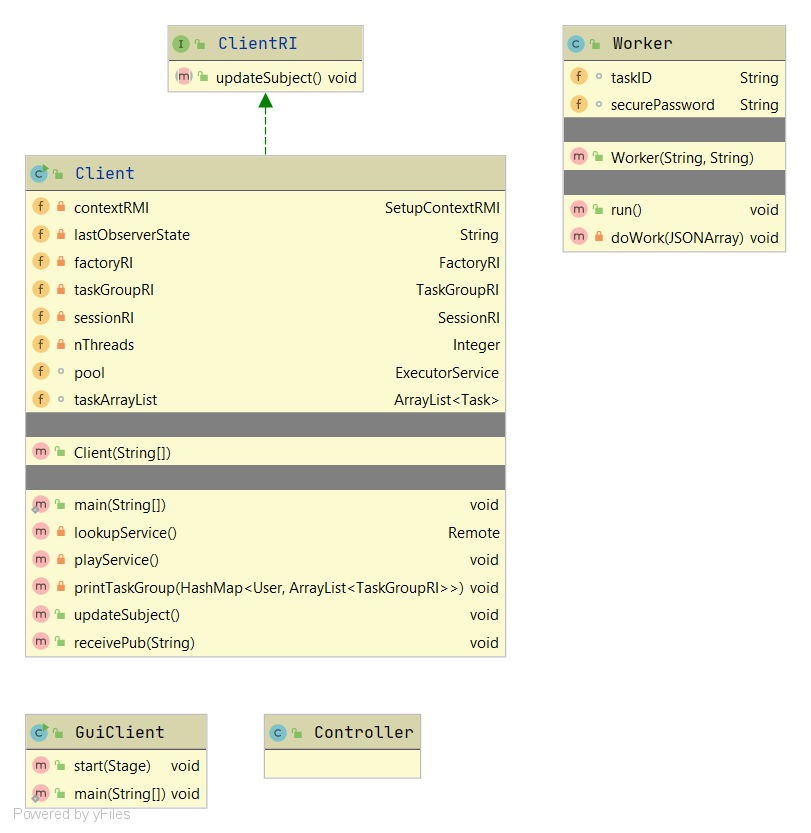 ClientRI
updateSubject() void
Worker
taskID String
securePassword String
Worker(String, String)
run() void
doWork(JSONArray) void
Client
contextRMI SetupContextRMI
lastObserverState String
factoryRI FactoryRI
taskGroupRI TaskGroupRI
sessionRI SessionRI
nThreads Integer
pool ExecutorService
taskArrayList ArrayList<Task>
Client(String[])
main(String[]) void
lookupService() Remote
playService() void
printTaskGroup(HashMap<User, ArrayList<TaskGroupRI>>) void
updateSubject() void
receivePub(String) void
GuiClient
start(Stage) void
main(String[]) void
Controller
Powered by yFiles